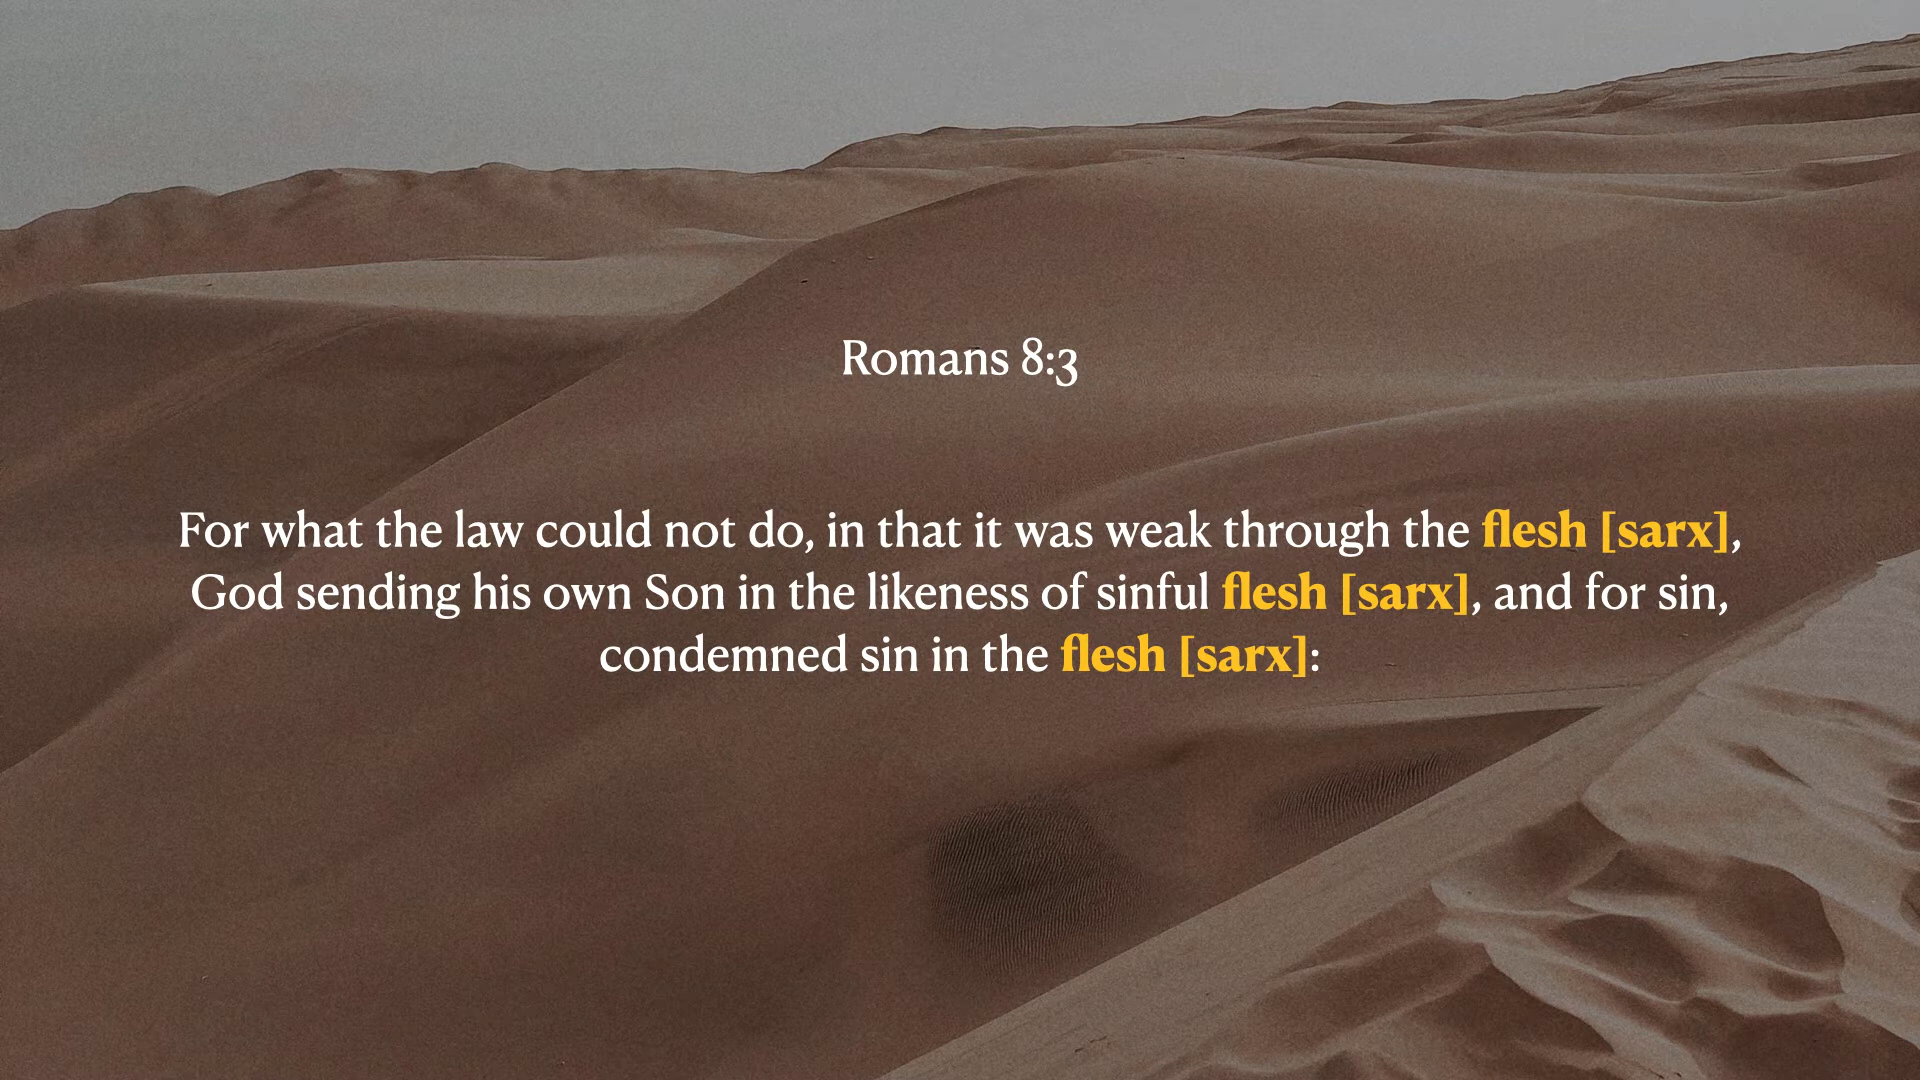 Romans 8:3
For what the law could not do, in that it was weak through the flesh [sarx],
God sending his own Son in the likeness of sinful flesh [sarx], and for sin,
condemned sin in the flesh [sarx]: